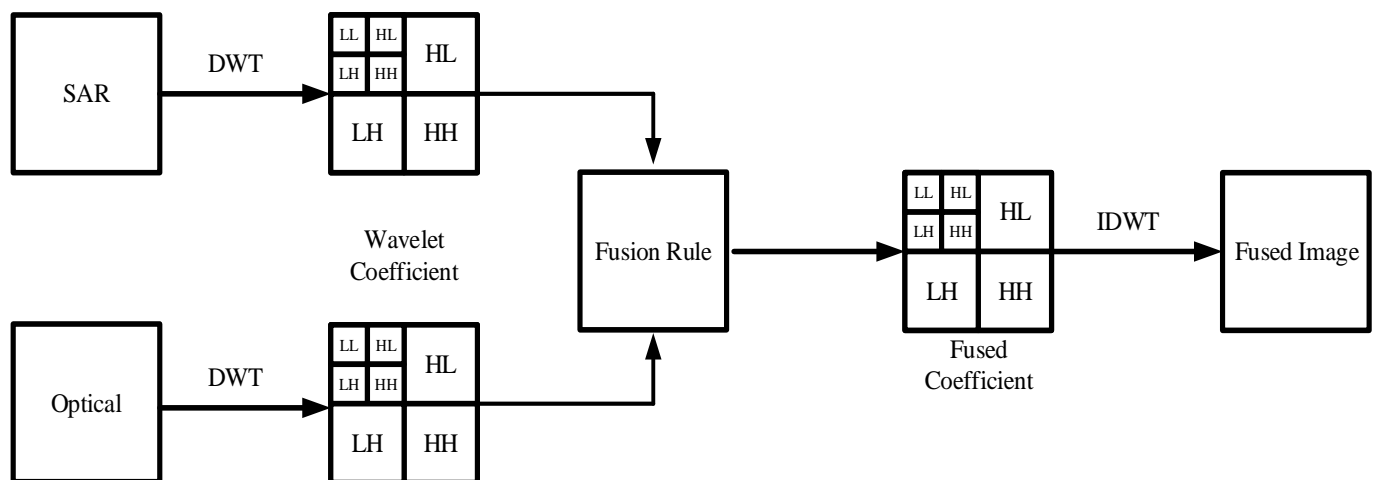 SAR
DWT
LL HL
LH HH
HL
LH HH
Wavelet
Coefficient
Optical
DWT
LL HL
LH HH
HL
LH HH
Fusion Rule
LL HL
LH HH
HL
LH HH
Fused
Coefficient
IDWT
Fused Image